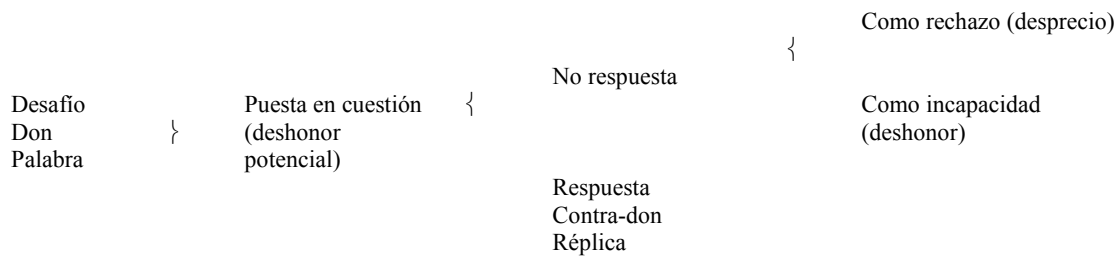 Desafío
Don
Palabra
}
Puesta en cuestión
(deshonor
potencial)
{
No respuesta
{
Como rechazo (desprecio)
Como incapacidad
(deshonor)
Respuesta
Contra-don
Réplica